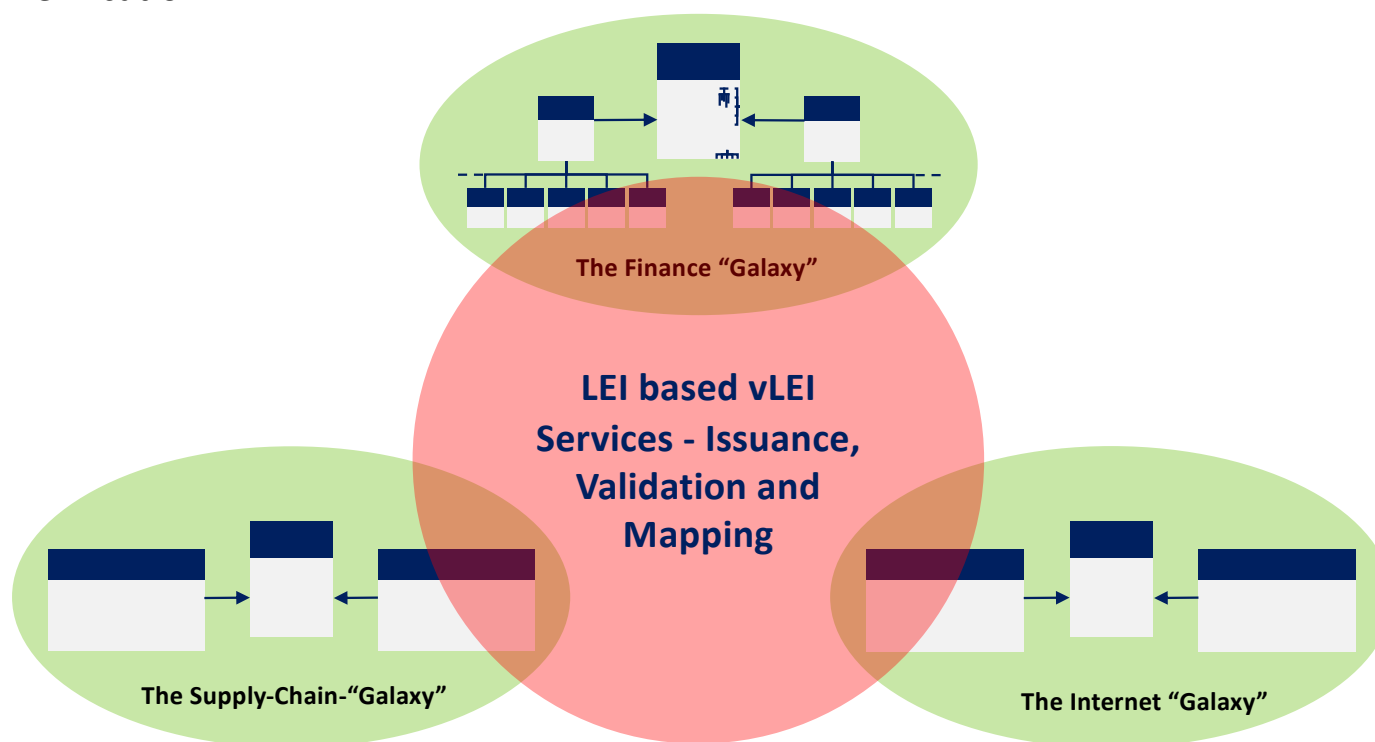 The Finance “Galaxy”
LEI based vLEI
Services - Issuance,
Validation and
Mapping
The Supply-Chain-“Galaxy”
The Internet “Galaxy”